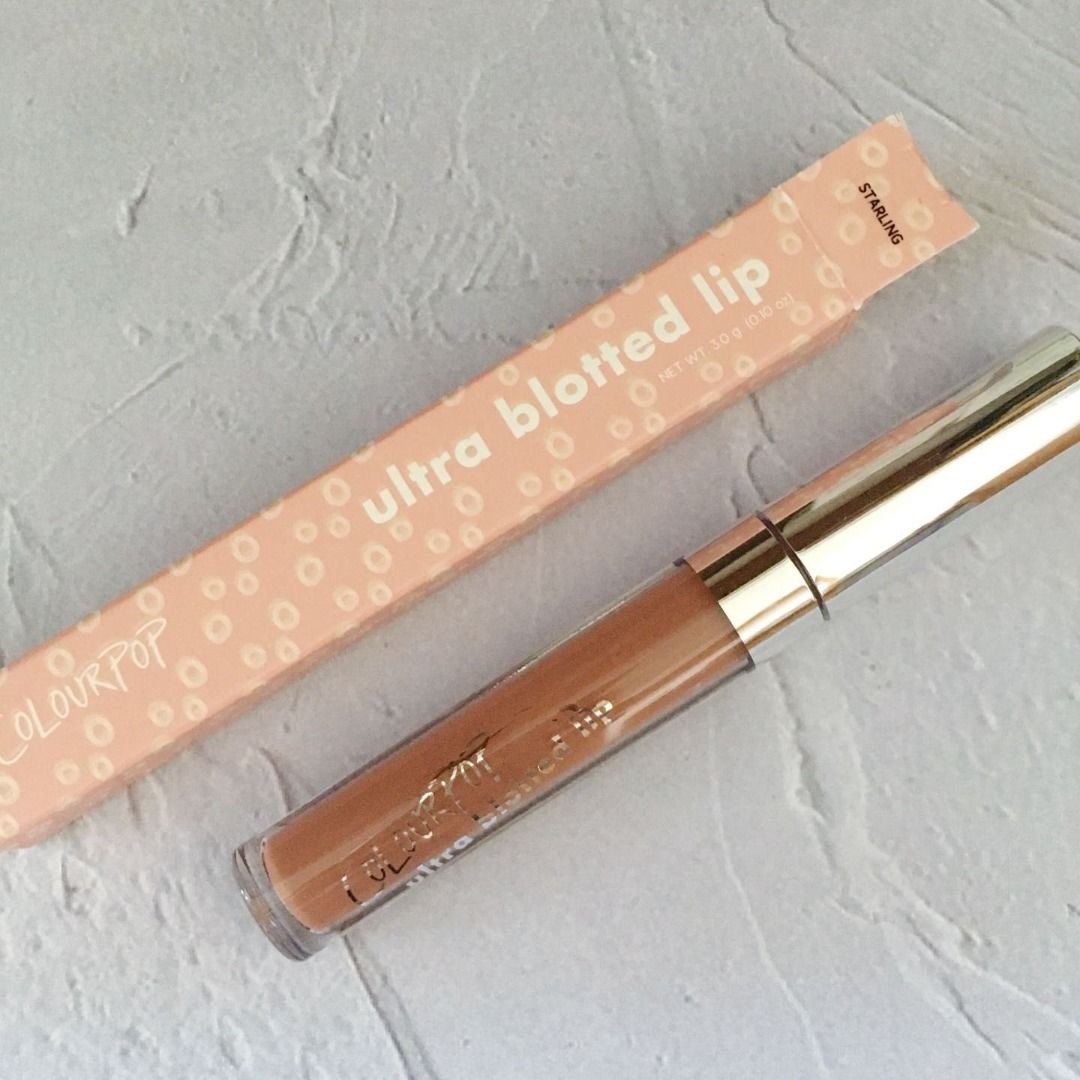 STARLING
ultra blotted lip
NET WT. 3.0 g (0.10 oz)
COLOURPOP
COLOURPOP
ultra blotted lip